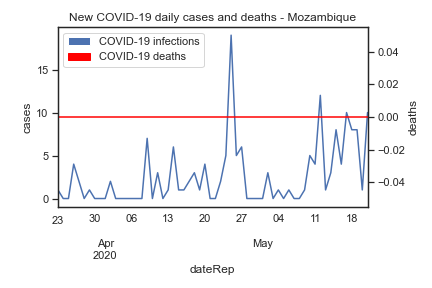 New COVID-19 daily cases and deaths - Mozambique
COVID-19 infections
COVID-19 deaths
15
10
5
0
cases
0.04
0.02
0.00
−0.02
−0.04
deaths
23 30 06 13 20 27 04 11 18
Apr May
2020
dateRep